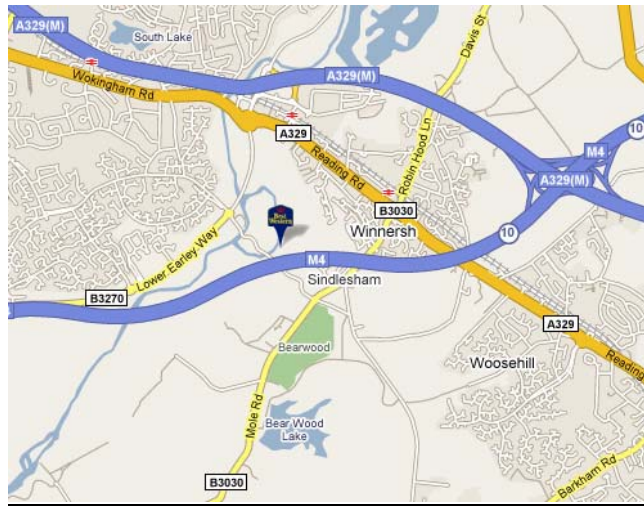 A329(M)
South Lake
Davis St
Wokingham Rd
A329(M)
10
M4
A329
Reading Rd
Robin Hood Ln
A329(M)
Best Western
B3030
Winnersh
10
Lower Earley Way
M4
Sindlesham
B3270
A329
Bearwood
Reading
Woosehill
Mole Rd
Bear Wood
Lake
Barkham Rd
B3030